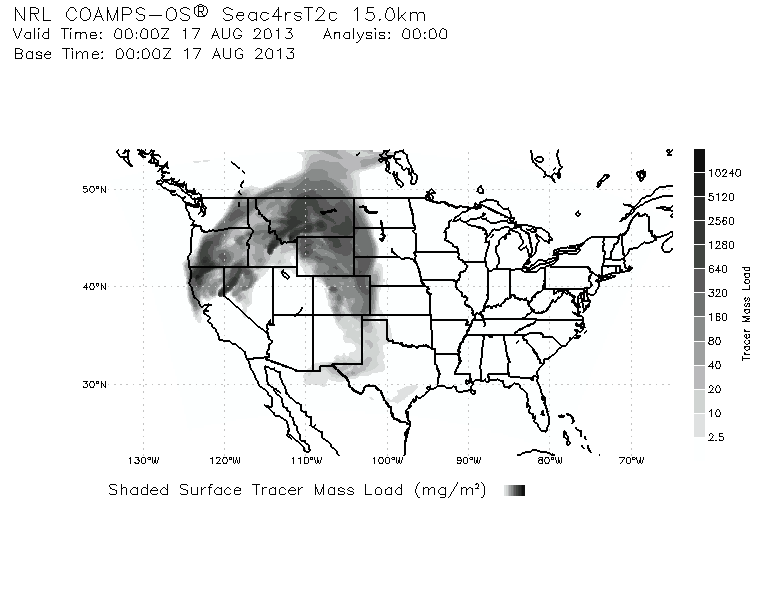 NRL COAMPS-OS® Seac4rsT2c 15.0km
Valid Time: 00:00Z 17 AUG 2013 Analysis: 00:00
Base Time: 00:00Z 17 AUG 2013
50°N
40°N
30°N
130°W 120°W 110°W 100°W 90°W 80°W 70°W
10240
5120
2560
1280
640
320
160
80
40
20
10
2.5
Tracer Mass Load
Shaded Surface Tracer Mass Load (mg/m²)